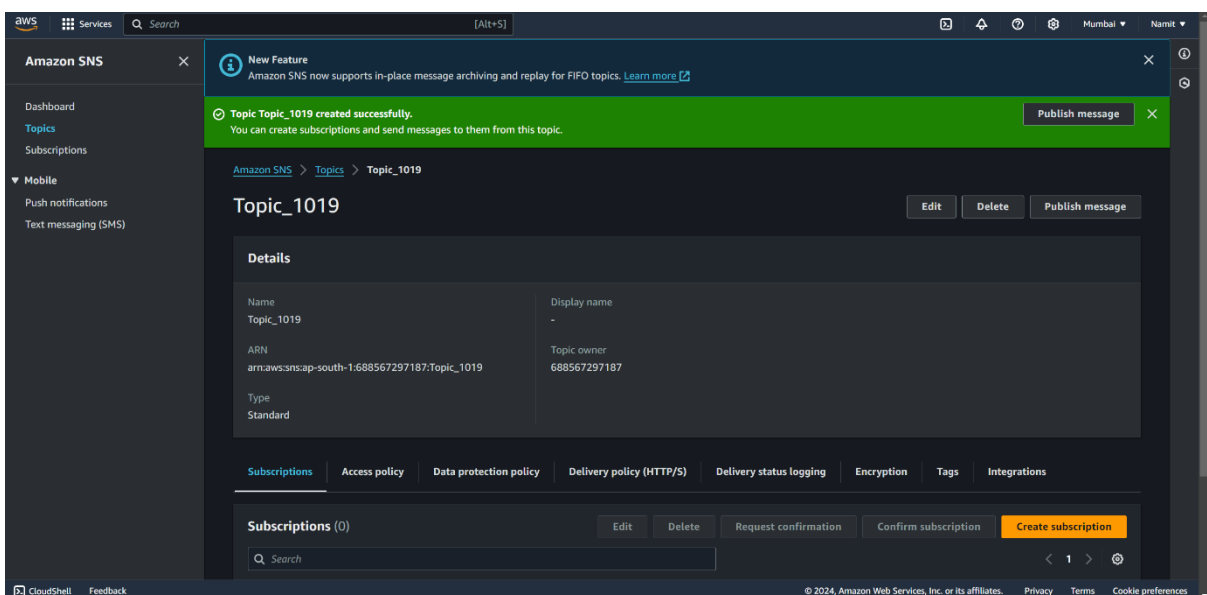 aws Services Search [Alt+S] Mumbai ▼ Namit ▼
Amazon SNS
Dashboard
Topics
Subscriptions
▼ Mobile
Push notifications
Text messaging (SMS)
New Feature
Amazon SNS now supports in-place message archiving and replay for FIFO topics. Learn more
Topic Topic_1019 created successfully.
You can create subscriptions and send messages to them from this topic.
Publish message
Amazon SNS > Topics > Topic_1019
Topic_1019
Edit Delete Publish message
Details
Name
Topic_1019
ARN
arn:aws:sns:ap-south-1:688567297187:Topic_1019
Type
Standard
Display name
-
Topic owner
688567297187
Subscriptions Access policy Data protection policy Delivery policy (HTTP/S) Delivery status logging Encryption Tags Integrations
Subscriptions (0)
Edit Delete Request confirmation Confirm subscription Create subscription
Search
< 1 >
CloudShell Feedback © 2024, Amazon Web Services, Inc. or its affiliates. Privacy Terms Cookie preferences